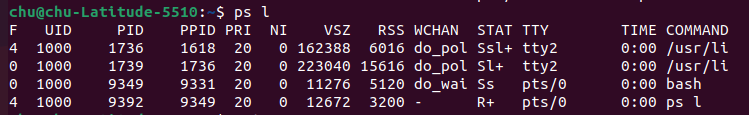 chu@chu-Latitude-5510:~$ ps l
F   UID     PID    PPID PRI  NI    VSZ   RSS WCHAN  STAT TTY        TIME COMMAND
4  1000    1736    1618  20   0 162388  6016 do_pol Ssl+ tty2       0:00 /usr/li
0  1000    1739    1736  20   0 223040 15616 do_pol Sl+  tty2       0:00 /usr/li
0  1000    9349    9331  20   0  11276  5120 do_wai Ss   pts/0      0:00 bash
4  1000    9392    9349  20   0  12672  3200 -      R+   pts/0      0:00 ps l